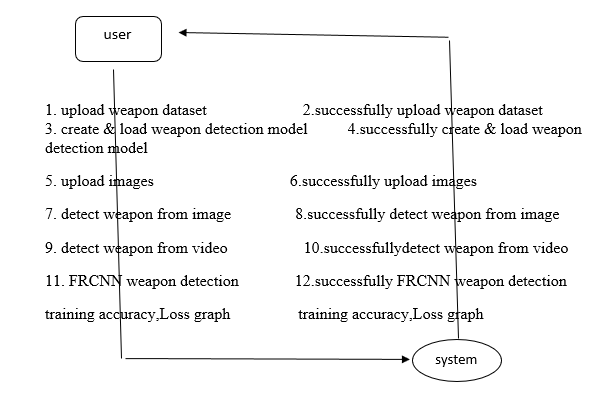 user
1. upload weapon dataset 2.successfully upload weapon dataset
3. create & load weapon detection model 4.successfully create & load weapon
detection model
5. upload images 6.successfully upload images
7. detect weapon from image 8.successfully detect weapon from image
9. detect weapon from video 10.successfullydetect weapon from video
11. FRCNN weapon detection 12.successfully FRCNN weapon detection
training accuracy,Loss graph training accuracy,Loss graph
system